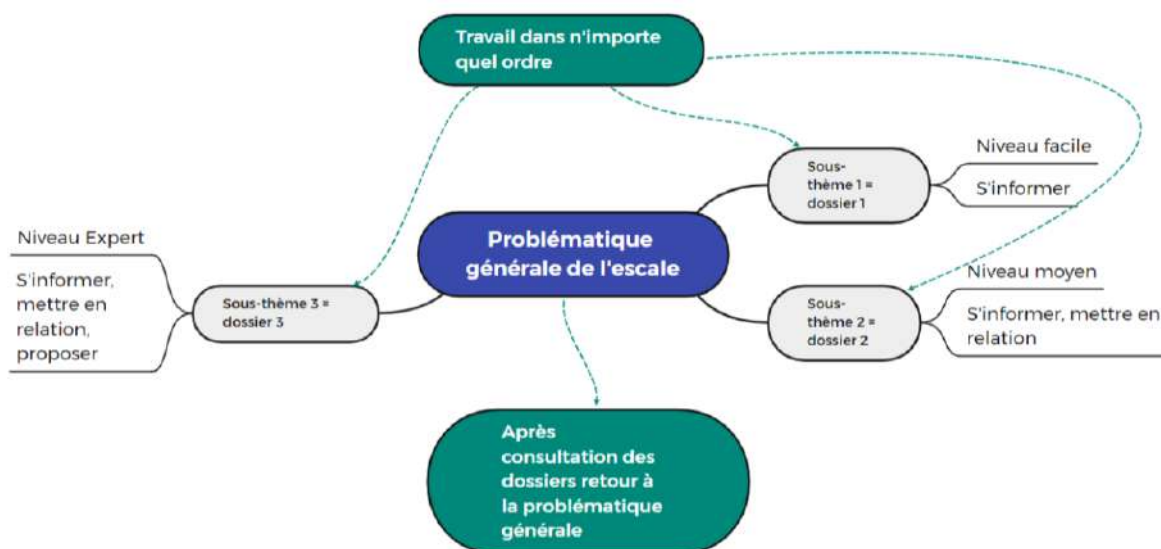 Travail dans n'importe
quel ordre
Sous-
thème 1 =
dossier 1
Niveau facile
S'informer
Problématique
générale de l'escale
Niveau Expert
S'informer,
mettre en
relation,
proposer
Sous-thème 3 =
dossier 3
Sous-
thème 2 =
dossier 2
Niveau moyen
S'informer, mettre en
relation
Après
consultation des
dossiers retour à
la problématique
générale